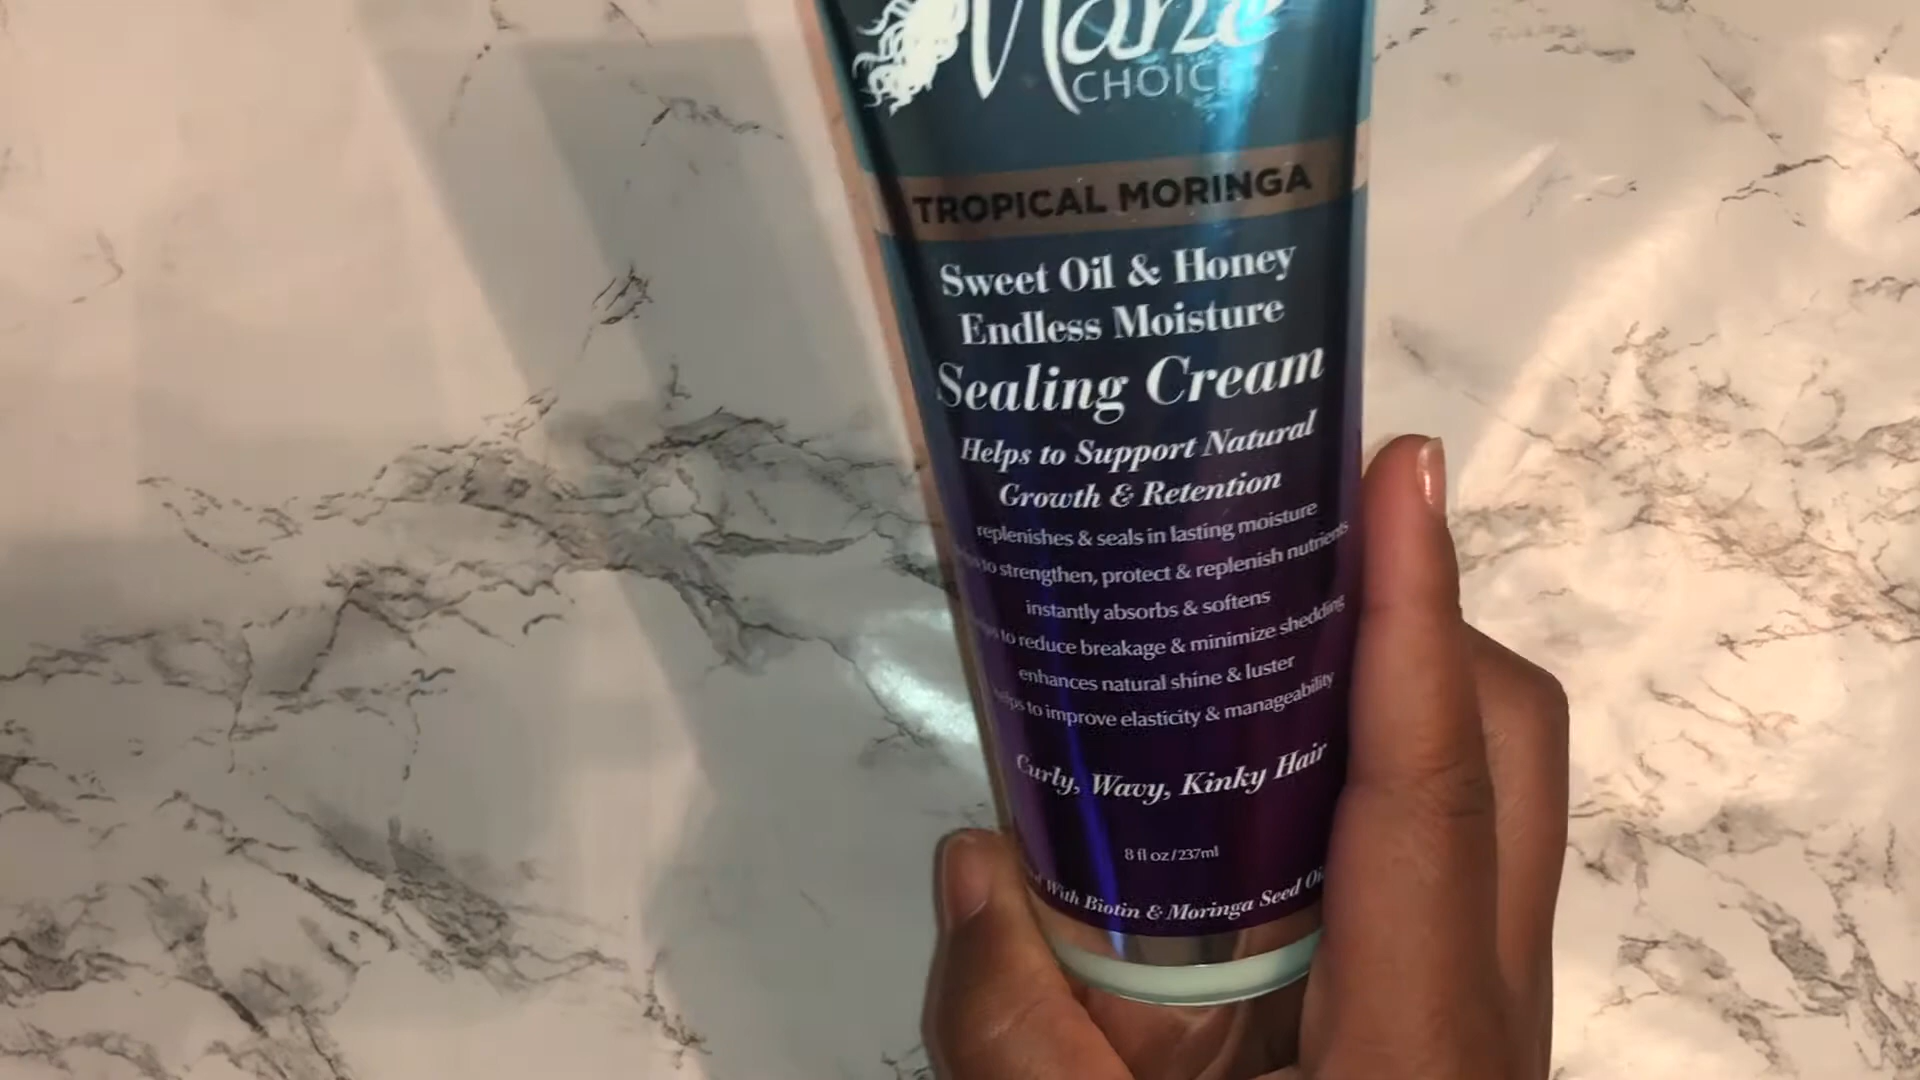 Mane
CHOICE
TROPICAL MORINGA
Sweet Oil & Honey
Endless Moisture
Sealing Cream
Helps to Support Natural
Growth & Retention
replenishes & seals in lasting moisture
to strengthen, protect & replenish nutrients
instantly absorbs & softens
to reduce breakage & minimize shedding
enhances natural shine & luster
helps to improve elasticity & manageability
Curly, Wavy, Kinky Hair
8 fl oz/237ml
With Biotin & Moringa Seed Oil